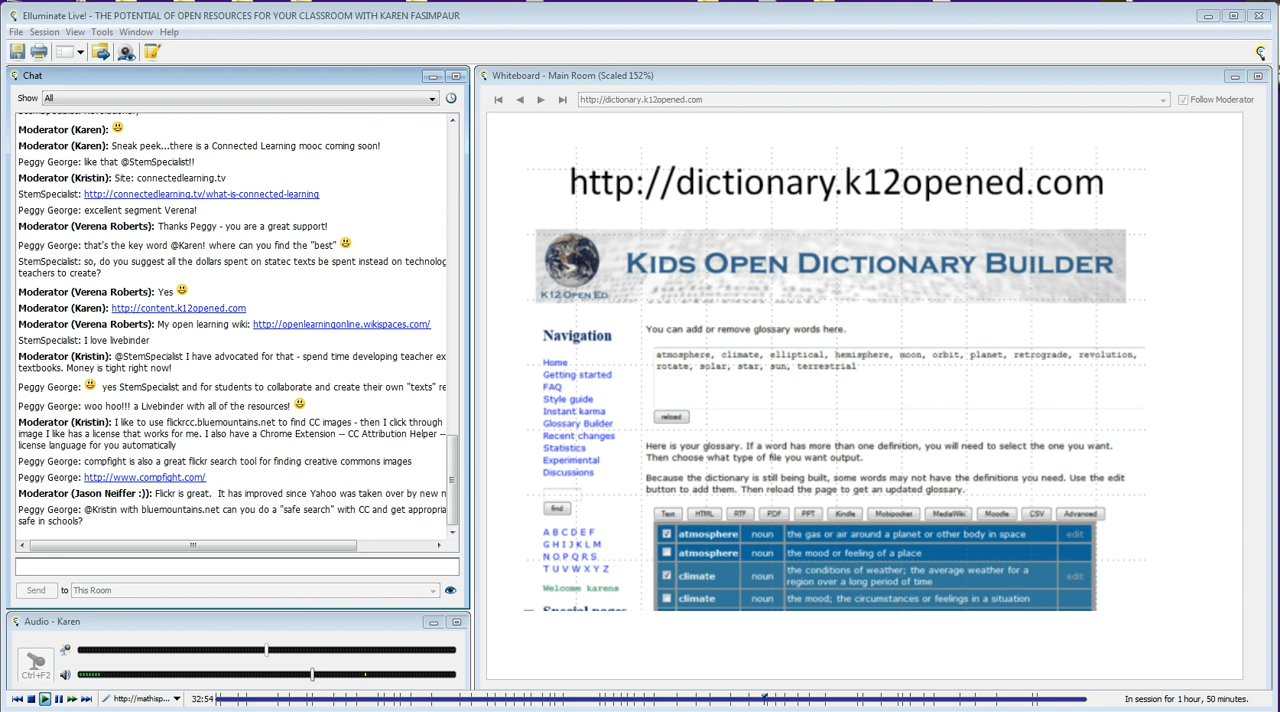 Elluminate Live! - THE POTENTIAL OF OPEN RESOURCES FOR YOUR CLASSROOM WITH KAREN FASIMPAUR
File Session View Tools Window Help
Chat
Show All
Moderator (Karen):
Moderator (Karen): Sneak peek...there is a Connected Learning mooc coming soon!
Peggy George: like that @StemSpecialist!!
Moderator (Kristin): Site: connectedlearning.tv
StemSpecialist: http://connectedlearning.tv/what-is-connected-learning
Peggy George: excellent segment Verena!
Moderator (Verena Roberts): Thanks Peggy - you are a great support!
Peggy George: that's the key word @Karen! where can you find the "best"
StemSpecialist: so, do you suggest all the dollars spent on statec texts be spent instead on technolog
teachers to create?
Moderator (Verena Roberts): Yes
Moderator (Karen): http://content.k12opened.com
Moderator (Verena Roberts): My open learning wiki: http://openlearningonline.wikispaces.com/
StemSpecialist: I love livebinder
Moderator (Kristin): @StemSpecialist I have advocated for that - spend time developing teacher ex
textbooks. Money is tight right now!
Peggy George: yes StemSpecialist and for students to collaborate and create their own "texts" re
Peggy George: woo hoo!!! a Livebinder with all of the resources!
Moderator (Kristin): I like to use flickrcc.bluemountains.net to find CC images - then I click through
image I like has a license that works for me. I also have a Chrome Extension -- CC Attribution Helper --
license language for you automatically
Peggy George: compfight is also a great flickr search tool for finding creative commons images
Peggy George: http://www.compfight.com/
Moderator (Jason Neiffer :)): Flickr is great. It has improved since Yahoo was taken over by new n
Peggy George: @Kristin with bluemountains.net can you do a "safe search" with CC and get appropria
safe in schools?
Send to This Room
Audio - Karen
Ctrl+F2
http://mathisp... 32:54
In session for 1 hour, 50 minutes.
Whiteboard - Main Room (Scaled 152%)
http://dictionary.k12opened.com Follow Moderator
http://dictionary.k12opened.com
K12 OPEN ED
KIDS OPEN DICTIONARY BUILDER
Navigation
Home
Getting started
FAQ
Style guide
Instant karma
Glossary Builder
Recent changes
Statistics
Experimental
Discussions
find
A B C D E F
G H I J K L M
N O P Q R S
T U V W X Y Z
Welcome karens
Special pages
You can add or remove glossary words here.
atmosphere, climate, elliptical, hemisphere, moon, orbit, planet, retrograde, revolution,
rotate, solar, star, sun, terrestrial
reload
Here is your glossary. If a word has more than one definition, you will need to select the one you want.
Then choose what type of file you want output.
Because the dictionary is still being built, some words may not have the definitions you need. Use the edit
button to add them. Then reload the page to get an updated glossary.
Text HTML RTF PDF PPT Kindle Mobipocket MediaWiki Moodle CSV Advanced
atmosphere noun the gas or air around a planet or other body in space edit
atmosphere noun the mood or feeling of a place
climate noun the conditions of weather; the average weather for a
region over a long period of time edit
climate noun the mood; the circumstances or feelings in a situation